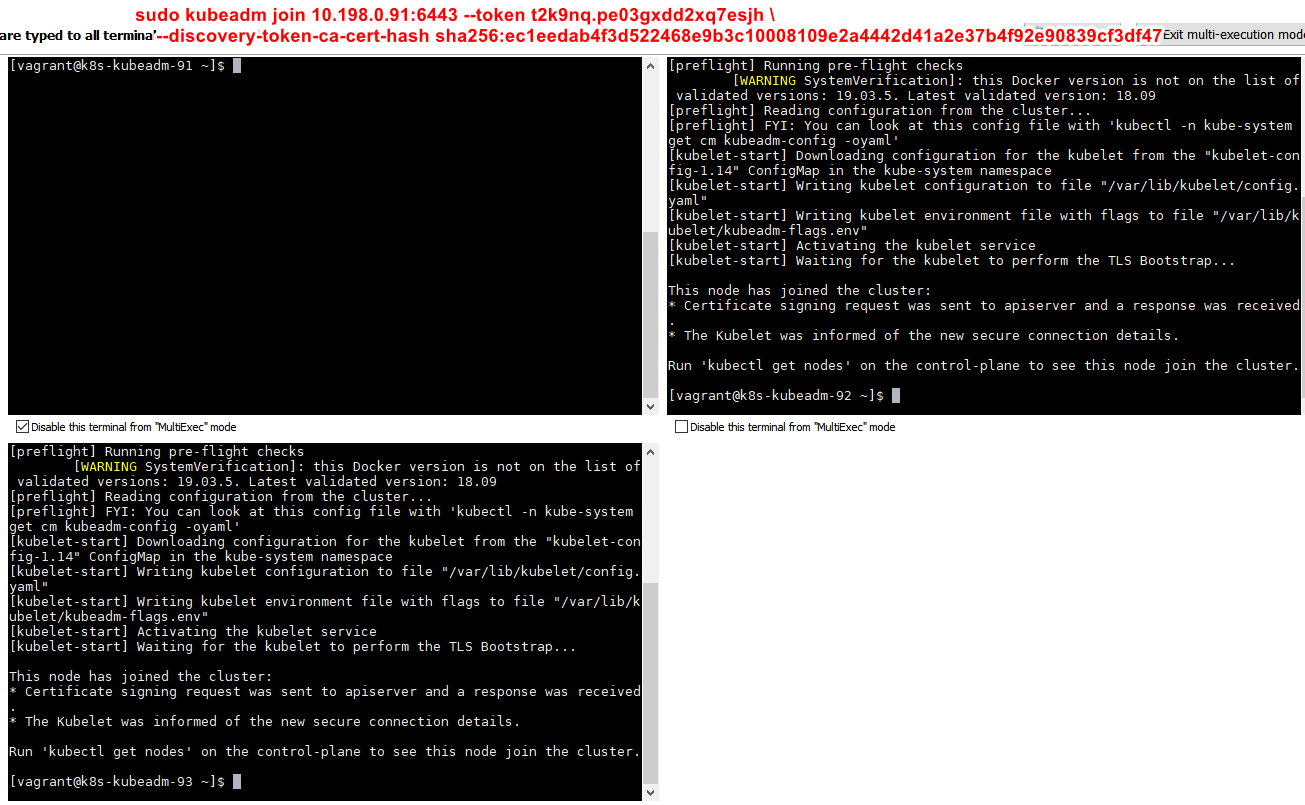 sudo kubeadm join 10.198.0.91:6443 --token t2k9nq.pe03gxdd2xq7esjh \
are typed to all termina
--discovery-token-ca-cert-hash sha256:ec1eedab4f3d522468e9b3c10008109e2a4442d41a2e37b4f92e90839cf3df47
Exit multi-execution mode
[vagrant@k8s-kubeadm-91 ~]$
Disable this terminal from "MultiExec" mode
[preflight] Running pre-flight checks
[WARNING SystemVerification]: this Docker version is not on the list of
validated versions: 19.03.5. Latest validated version: 18.09
[preflight] Reading configuration from the cluster...
[preflight] FYI: You can look at this config file with 'kubectl -n kube-system
get cm kubeadm-config -oyaml'
[kubelet-start] Downloading configuration for the kubelet from the "kubelet-con
fig-1.14" ConfigMap in the kube-system namespace
[kubelet-start] Writing kubelet configuration to file "/var/lib/kubelet/config.
yaml"
[kubelet-start] Writing kubelet environment file with flags to file "/var/lib/k
ubelet/kubeadm-flags.env"
[kubelet-start] Activating the kubelet service
[kubelet-start] Waiting for the kubelet to perform the TLS Bootstrap...
This node has joined the cluster:
* Certificate signing request was sent to apiserver and a response was received
.
* The Kubelet was informed of the new secure connection details.
Run 'kubectl get nodes' on the control-plane to see this node join the cluster.
[vagrant@k8s-kubeadm-92 ~]$
Disable this terminal from "MultiExec" mode
[preflight] Running pre-flight checks
[WARNING SystemVerification]: this Docker version is not on the list of
validated versions: 19.03.5. Latest validated version: 18.09
[preflight] Reading configuration from the cluster...
[preflight] FYI: You can look at this config file with 'kubectl -n kube-system
get cm kubeadm-config -oyaml'
[kubelet-start] Downloading configuration for the kubelet from the "kubelet-con
fig-1.14" ConfigMap in the kube-system namespace
[kubelet-start] Writing kubelet configuration to file "/var/lib/kubelet/config.
yaml"
[kubelet-start] Writing kubelet environment file with flags to file "/var/lib/k
ubelet/kubeadm-flags.env"
[kubelet-start] Activating the kubelet service
[kubelet-start] Waiting for the kubelet to perform the TLS Bootstrap...
This node has joined the cluster:
* Certificate signing request was sent to apiserver and a response was received
.
* The Kubelet was informed of the new secure connection details.
Run 'kubectl get nodes' on the control-plane to see this node join the cluster.
[vagrant@k8s-kubeadm-93 ~]$